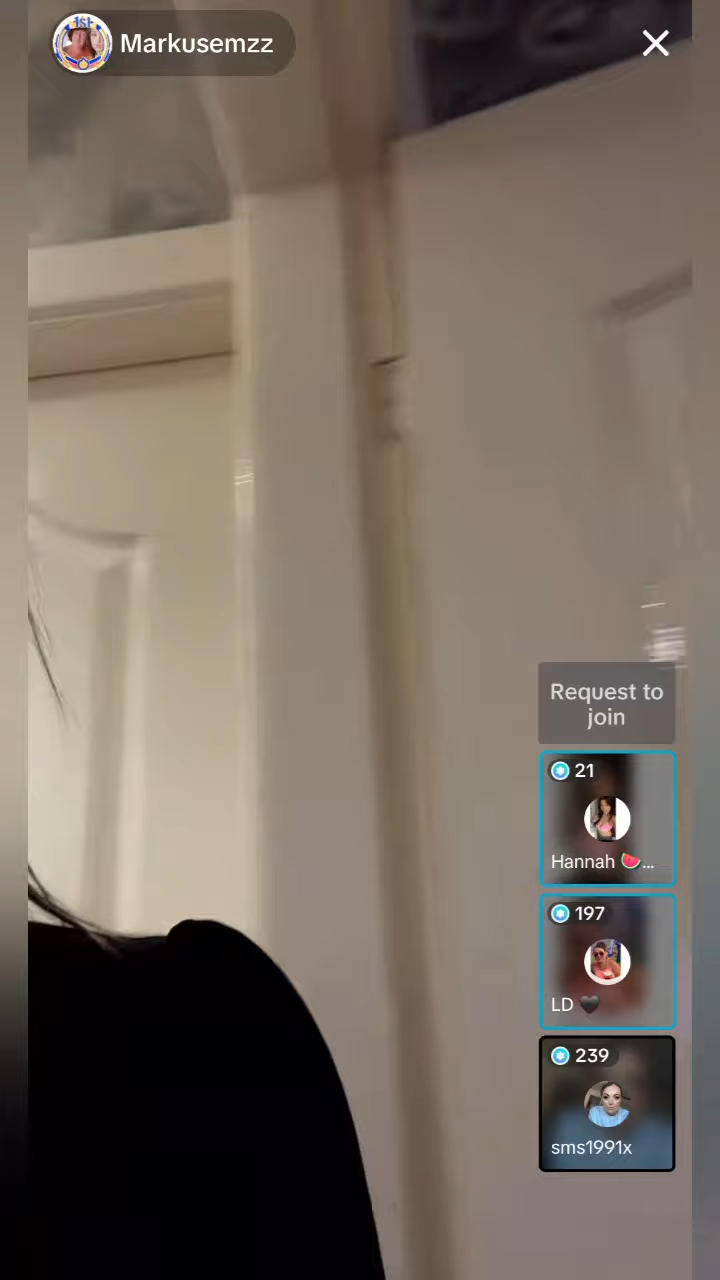 1st
Markusemzz
Request to
join
21
Hannah 🍉...
197
LD 🖤
239
sms1991x